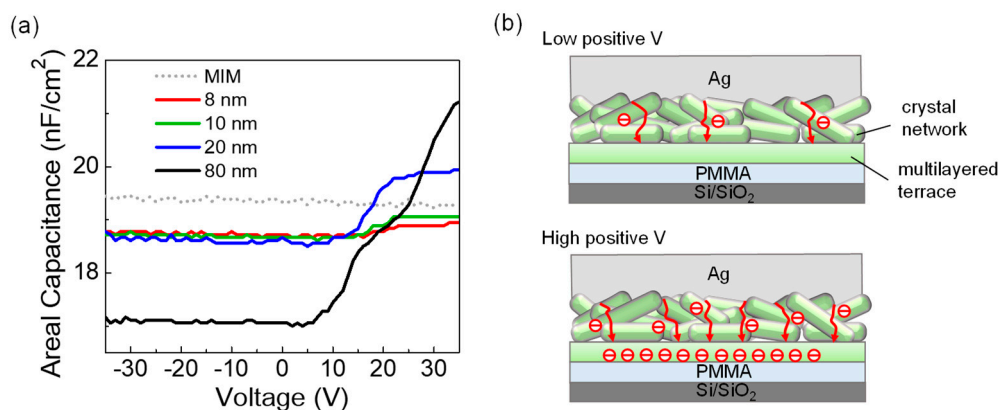 (a)
Areal Capacitance (nF/cm²)
22
20
18
MIM
8 nm
10 nm
20 nm
80 nm
-30 -20 -10 0 10 20 30
Voltage (V)
(b)
Low positive V
Ag
crystal
network
multilayered
terrace
PMMA
Si/SiO₂
High positive V
Ag
PMMA
Si/SiO₂